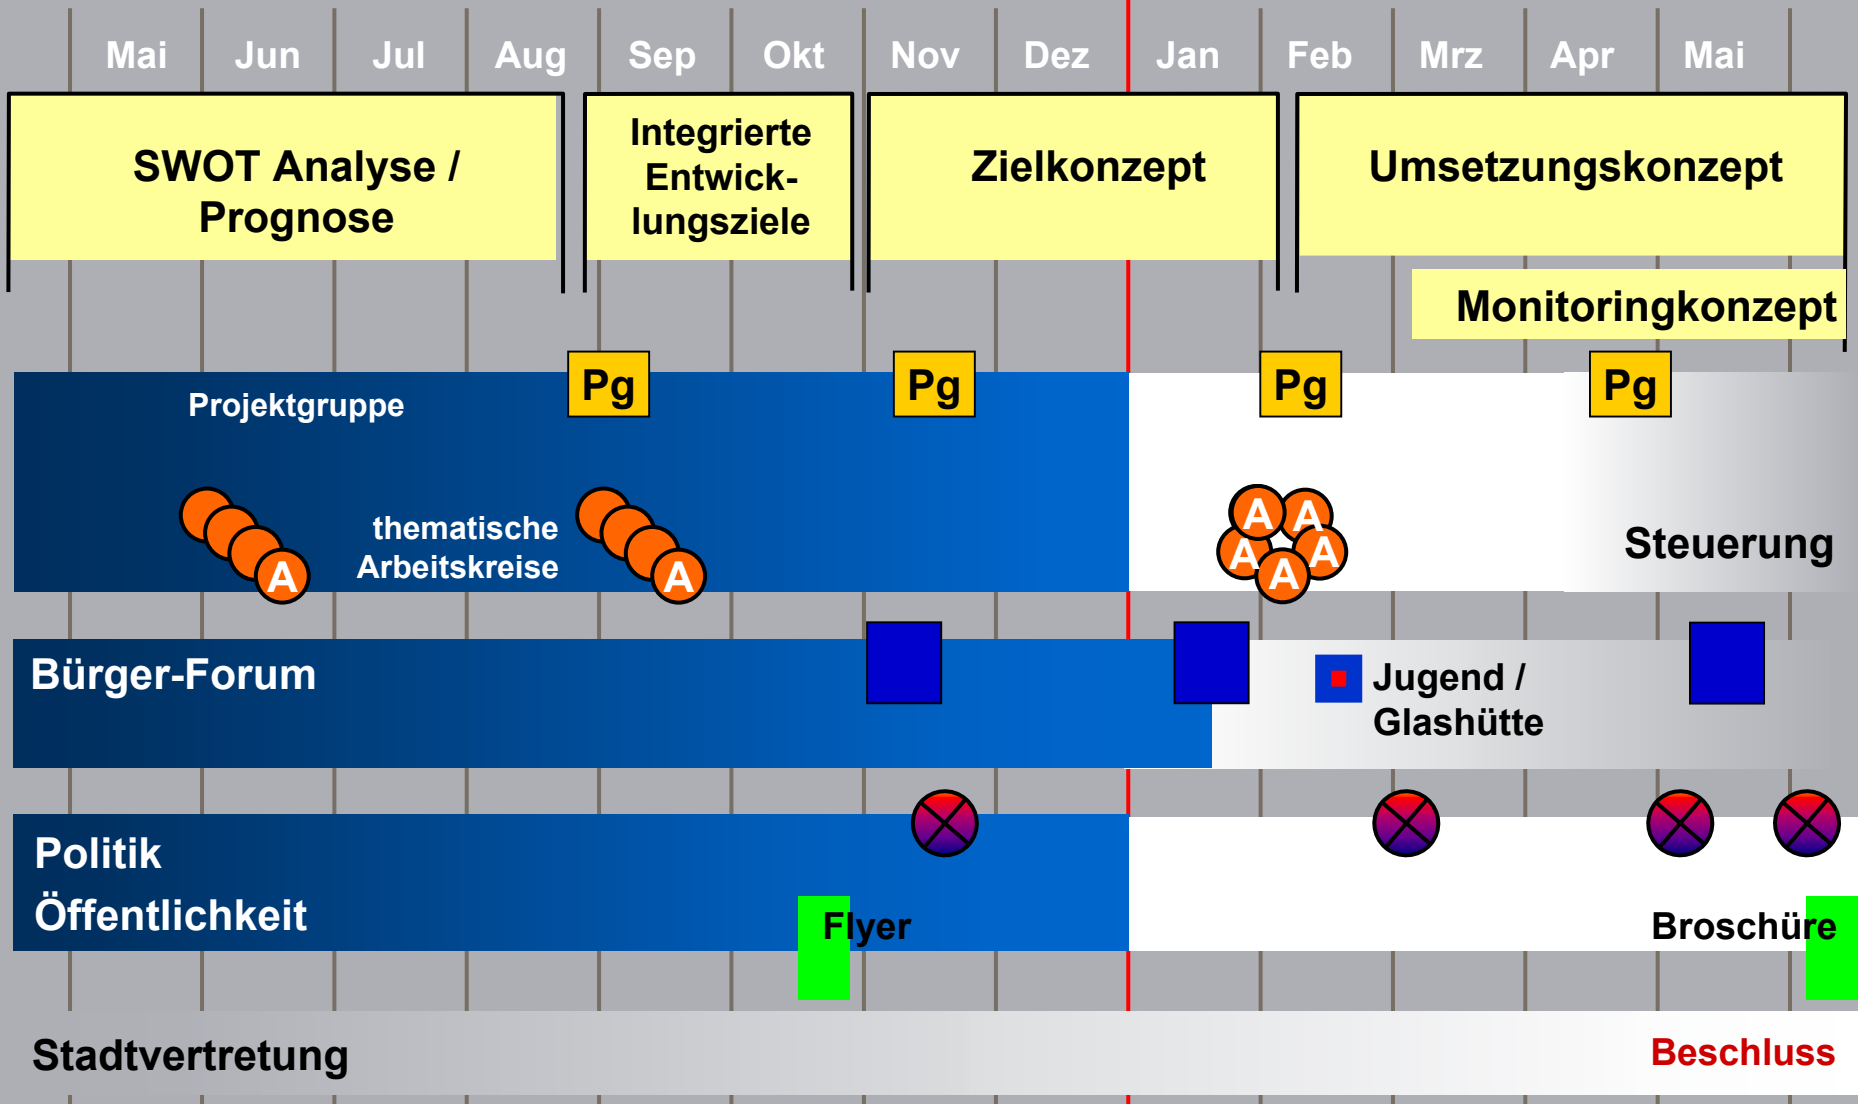 Mai Jun Jul Aug Sep Okt Nov Dez Jan Feb Mrz Apr Mai
SWOT Analyse /
Prognose
Integrierte
Entwick-
lungsziele
Zielkonzept
Umsetzungskonzept
Monitoringkonzept
Pg Pg Pg Pg
Projektgruppe
thematische
Arbeitskreise
A A
A A
A A
A
Steuerung
Bürger-Forum
Jugend /
Glashütte
Politik
Öffentlichkeit
Flyer
Broschüre
Stadtvertretung
Beschluss